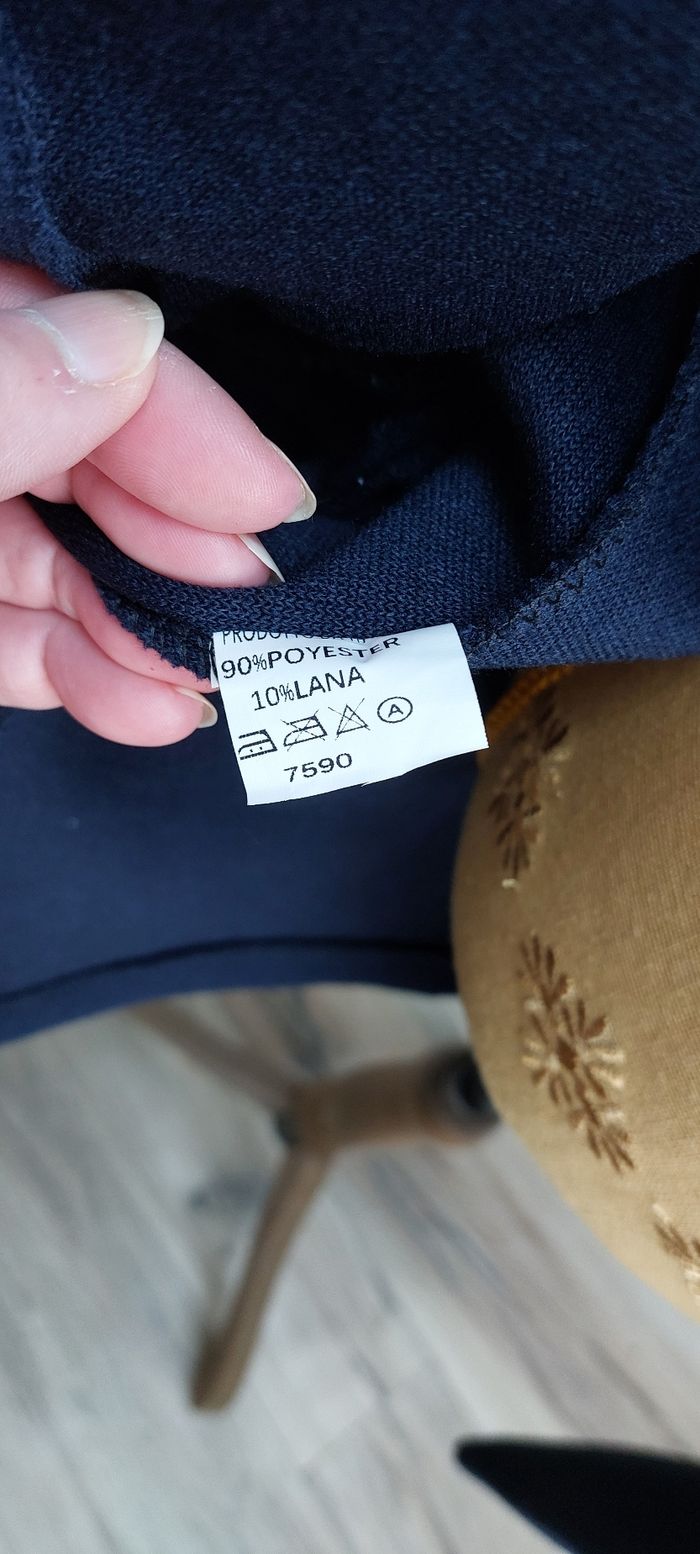 90%POYESTER
10%LANA
A
7590